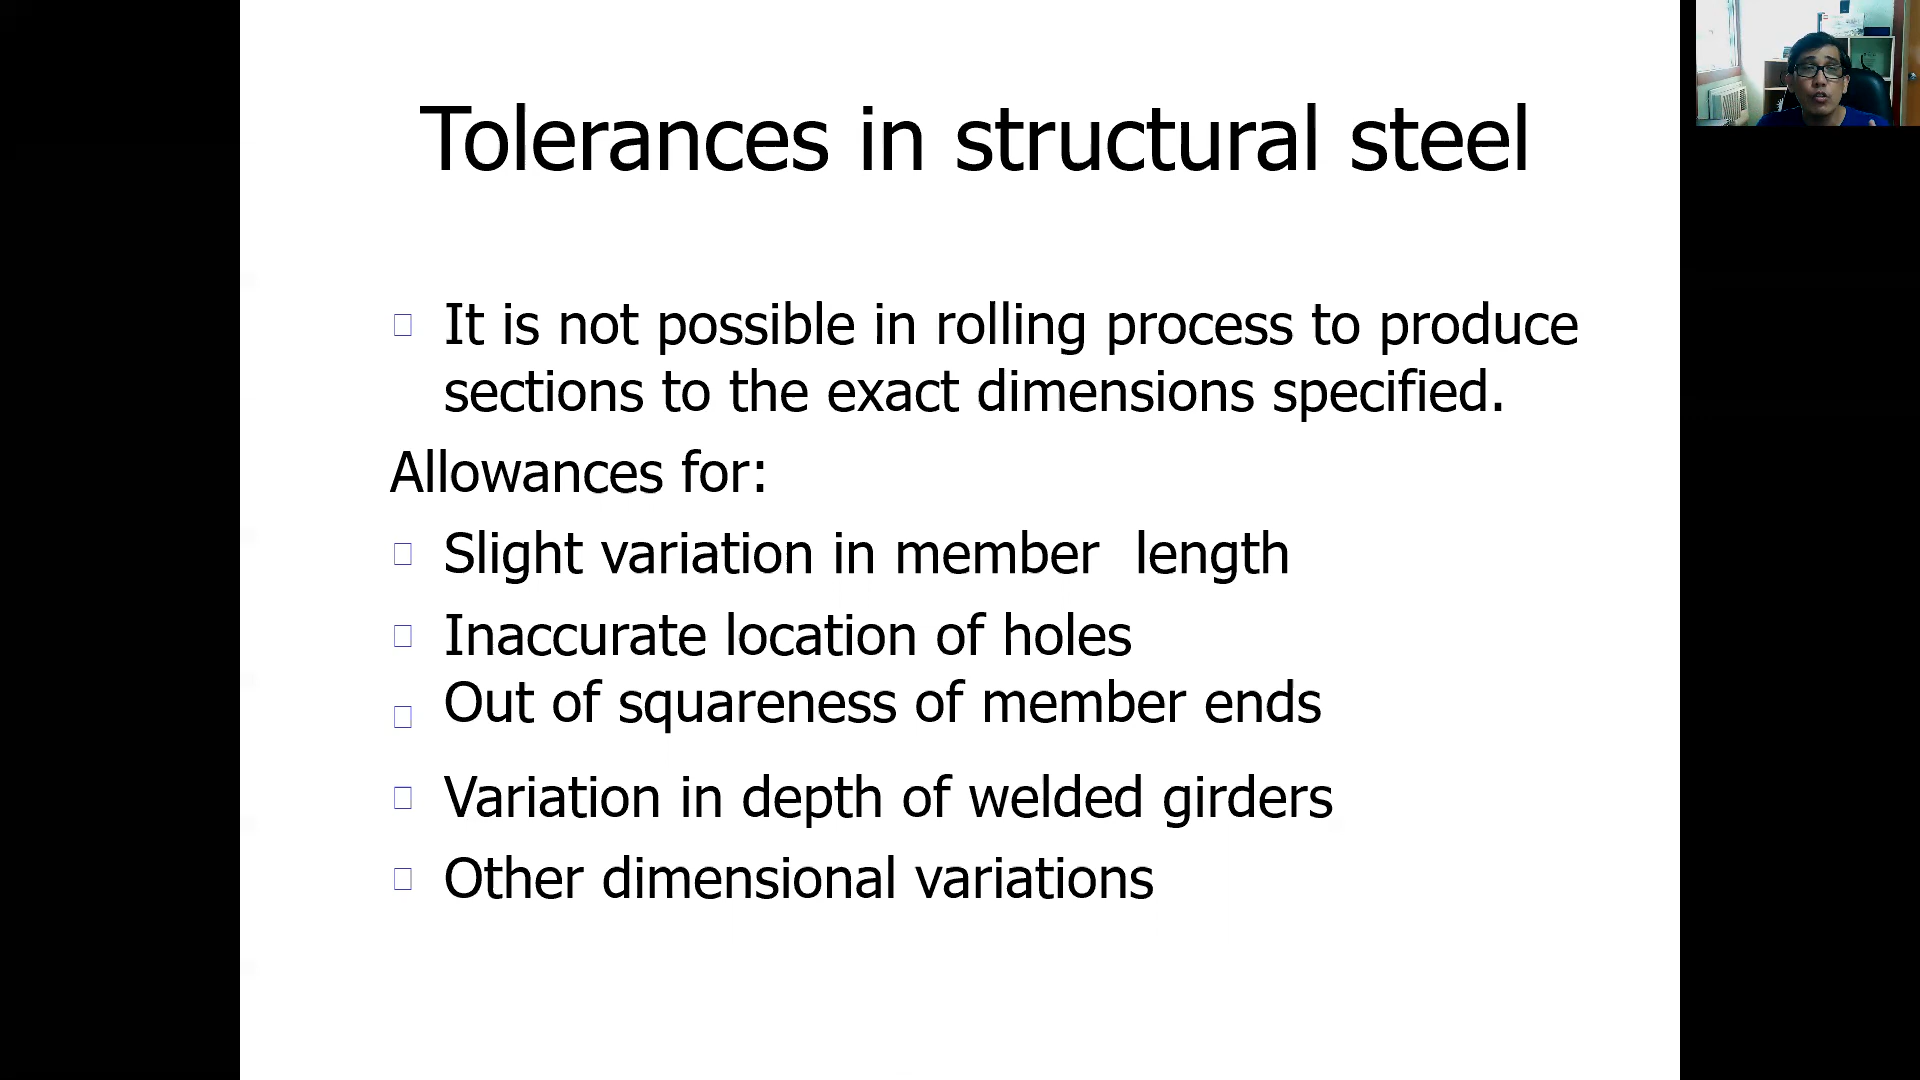 Tolerances in structural steel
It is not possible in rolling process to produce
sections to the exact dimensions specified.
Allowances for:
Slight variation in member  length
Inaccurate location of holes
Out of squareness of member ends
Variation in depth of welded girders
Other dimensional variations